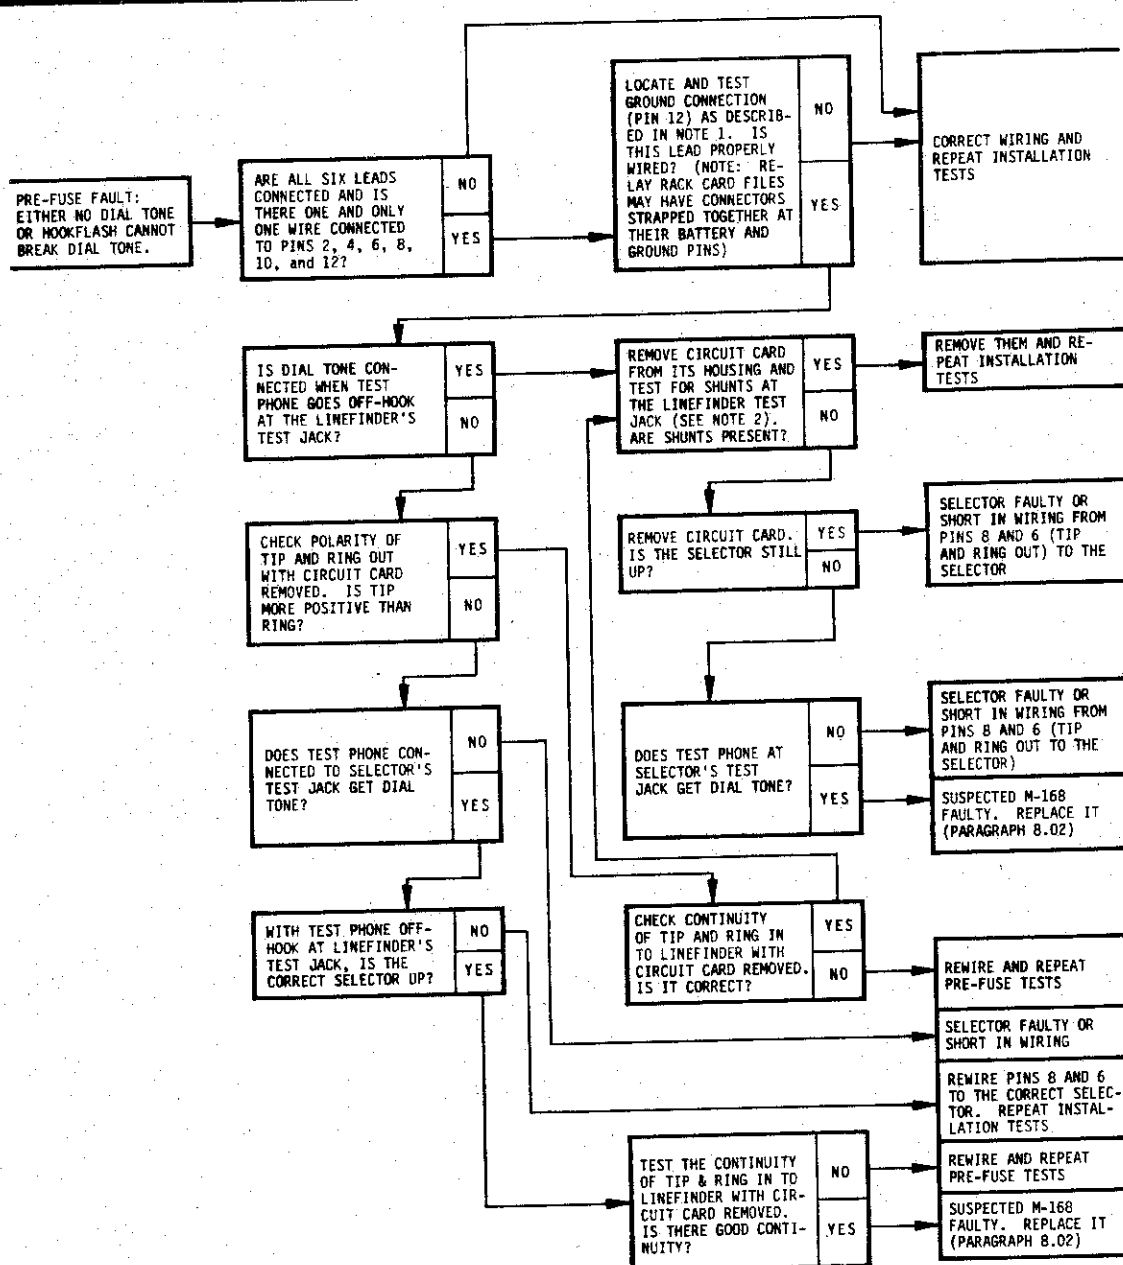 PRE-FUSE FAULT:
EITHER NO DIAL TONE
OR HOOKFLASH CANNOT
BREAK DIAL TONE.
ARE ALL SIX LEADS
CONNECTED AND IS
THERE ONE AND ONLY
ONE WIRE CONNECTED
TO PINS 2, 4, 6, 8,
10, and 12?
NO
YES
LOCATE AND TEST
GROUND CONNECTION
(PIN 12) AS DESCRIB-
ED IN NOTE 1. IS
THIS LEAD PROPERLY
WIRED? (NOTE: RE-
LAY RACK CARD FILES
MAY HAVE CONNECTORS
STRAPPED TOGETHER AT
THEIR BATTERY AND
GROUND PINS)
NO
YES
CORRECT WIRING AND
REPEAT INSTALLATION
TESTS
IS DIAL TONE CON-
NECTED WHEN TEST
PHONE GOES OFF-HOOK
AT THE LINEFINDER'S
TEST JACK?
YES
NO
REMOVE CIRCUIT CARD
FROM ITS HOUSING AND
TEST FOR SHUNTS AT
THE LINEFINDER TEST
JACK (SEE NOTE 2).
ARE SHUNTS PRESENT?
YES
NO
REMOVE THEM AND RE-
PEAT INSTALLATION
TESTS
CHECK POLARITY OF
TIP AND RING OUT
WITH CIRCUIT CARD
REMOVED. IS TIP
MORE POSITIVE THAN
RING?
YES
NO
REMOVE CIRCUIT CARD.
IS THE SELECTOR STILL
UP?
YES
NO
SELECTOR FAULTY OR
SHORT IN WIRING FROM
PINS 8 AND 6 (TIP
AND RING OUT) TO THE
SELECTOR
DOES TEST PHONE CON-
NECTED TO SELECTOR'S
TEST JACK GET DIAL
TONE?
NO
YES
DOES TEST PHONE AT
SELECTOR'S TEST
JACK GET DIAL TONE?
NO
YES
SELECTOR FAULTY OR
SHORT IN WIRING FROM
PINS 8 AND 6 (TIP
AND RING OUT TO THE
SELECTOR)
SUSPECTED M-168
FAULTY. REPLACE IT
(PARAGRAPH 8.02)
WITH TEST PHONE OFF-
HOOK AT LINEFINDER'S
TEST JACK, IS THE
CORRECT SELECTOR UP?
NO
YES
CHECK CONTINUITY
OF TIP AND RING IN
TO LINEFINDER WITH
CIRCUIT CARD REMOVED.
IS IT CORRECT?
YES
NO
REWIRE AND REPEAT
PRE-FUSE TESTS
SELECTOR FAULTY OR
SHORT IN WIRING
REWIRE PINS 8 AND 6
TO THE CORRECT SELEC-
TOR. REPEAT INSTAL-
LATION TESTS
TEST THE CONTINUITY
OF TIP & RING IN TO
LINEFINDER WITH CIR-
CUIT CARD REMOVED.
IS THERE GOOD CONTI-
NUITY?
NO
YES
REWIRE AND REPEAT
PRE-FUSE TESTS
SUSPECTED M-168
FAULTY. REPLACE IT
(PARAGRAPH 8.02)